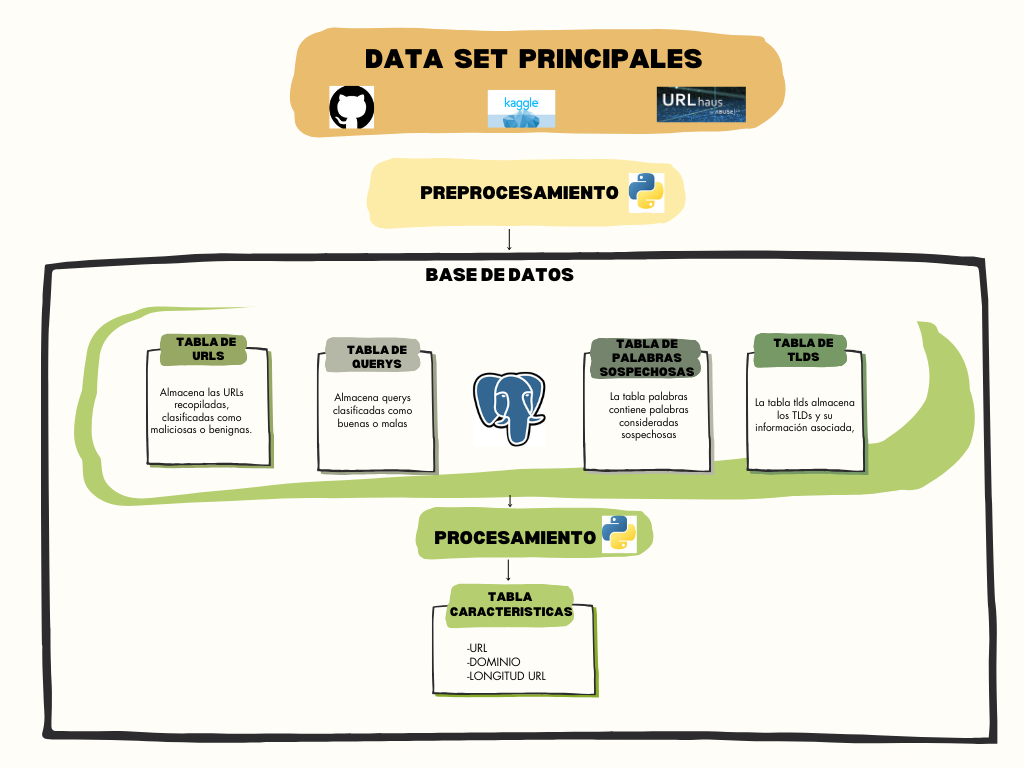 DATA SET PRINCIPALES
kaggle
URLhaus
by ABUSE
PREPROCESAMIENTO
BASE DE DATOS
TABLA DE
URLS
Almacena las URLs
recopiladas,
clasificadas como
maliciosas o benignas.
TABLA DE
QUERYS
Almacena querys
clasificadas como
buenas o malas
TABLA DE
PALABRAS
SOSPECHOSAS
La tabla palabras
contiene palabras
consideradas
sospechosas
TABLA DE
TLDS
La tabla tlds almacena
los TLDs y su
información asociada,
PROCESAMIENTO
TABLA
CARACTERISTICAS
-URL
-DOMINIO
-LONGITUD URL